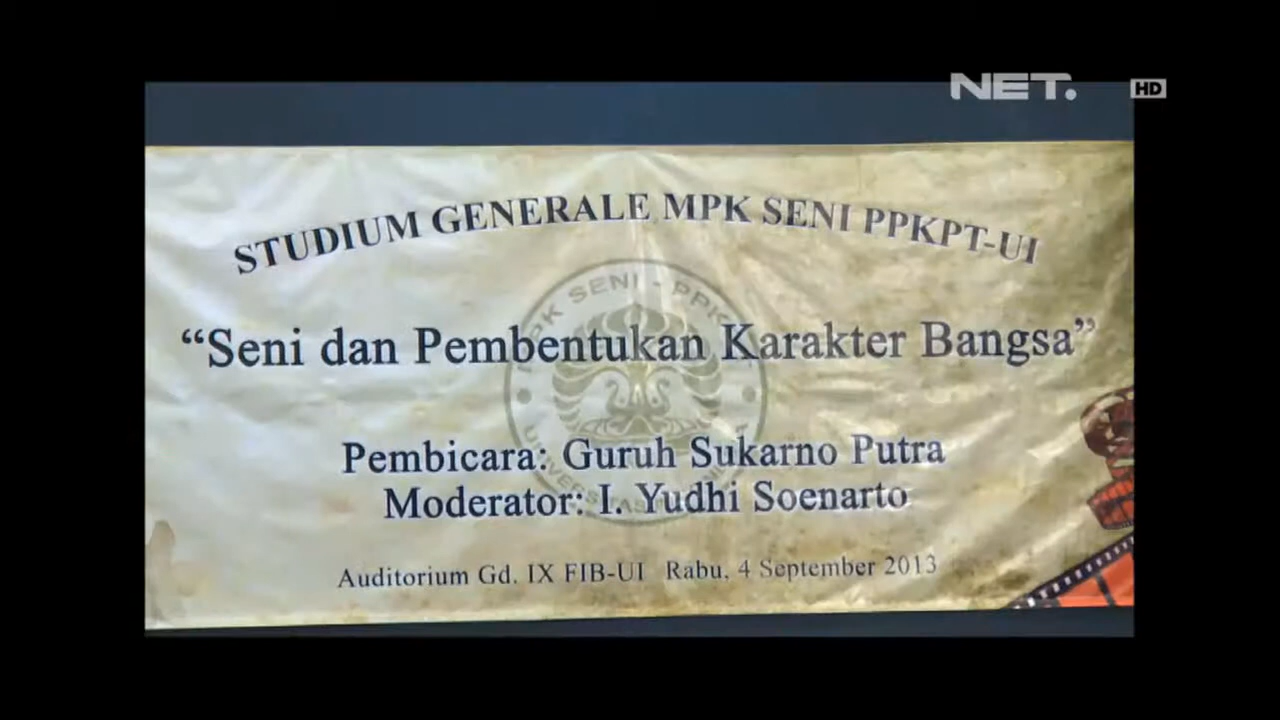 NET. HD
STUDIUM GENERALE MPK SENI PPKPT-UI
“Seni dan Pembentukan Karakter Bangsa”
Pembicara: Guruh Sukarno Putra
Moderator: I. Yudhi Soenarto
Auditorium Gd. IX FIB-UI Rabu, 4 September 2013